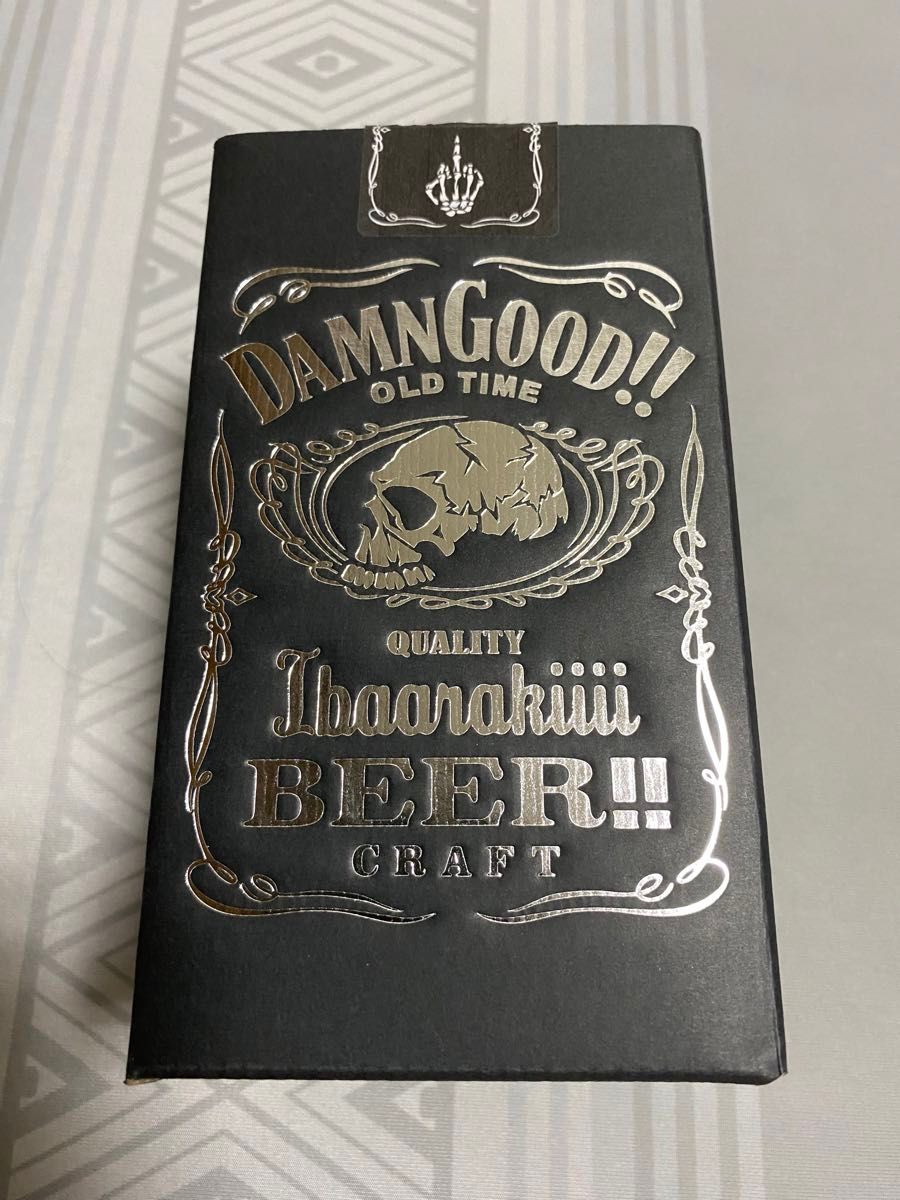 DAMNGOOD!!
OLD TIME
QUALITY
Ibaarakiiii
BEER!!
CRAFT